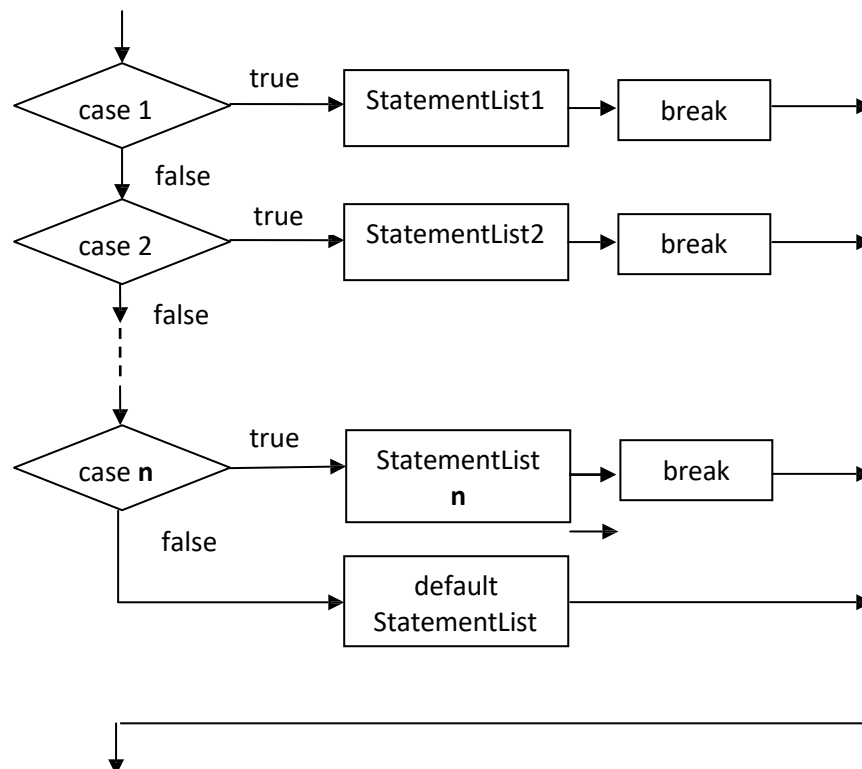 true
case 1
StatementList1
break
false
true
case 2
StatementList2
break
false
true
case n
StatementList
n
break
false
default
StatementList